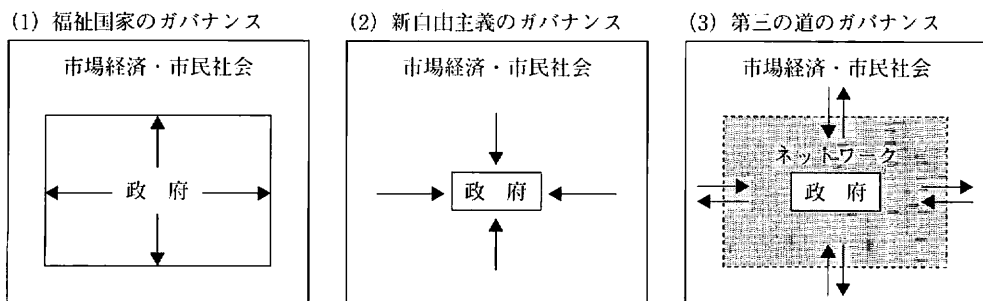 (1) 福祉国家のガバナンス
市場経済・市民社会
政 府
(2) 新自由主義のガバナンス
市場経済・市民社会
政 府
(3) 第三の道のガバナンス
市場経済・市民社会
ネットワーク
政 府